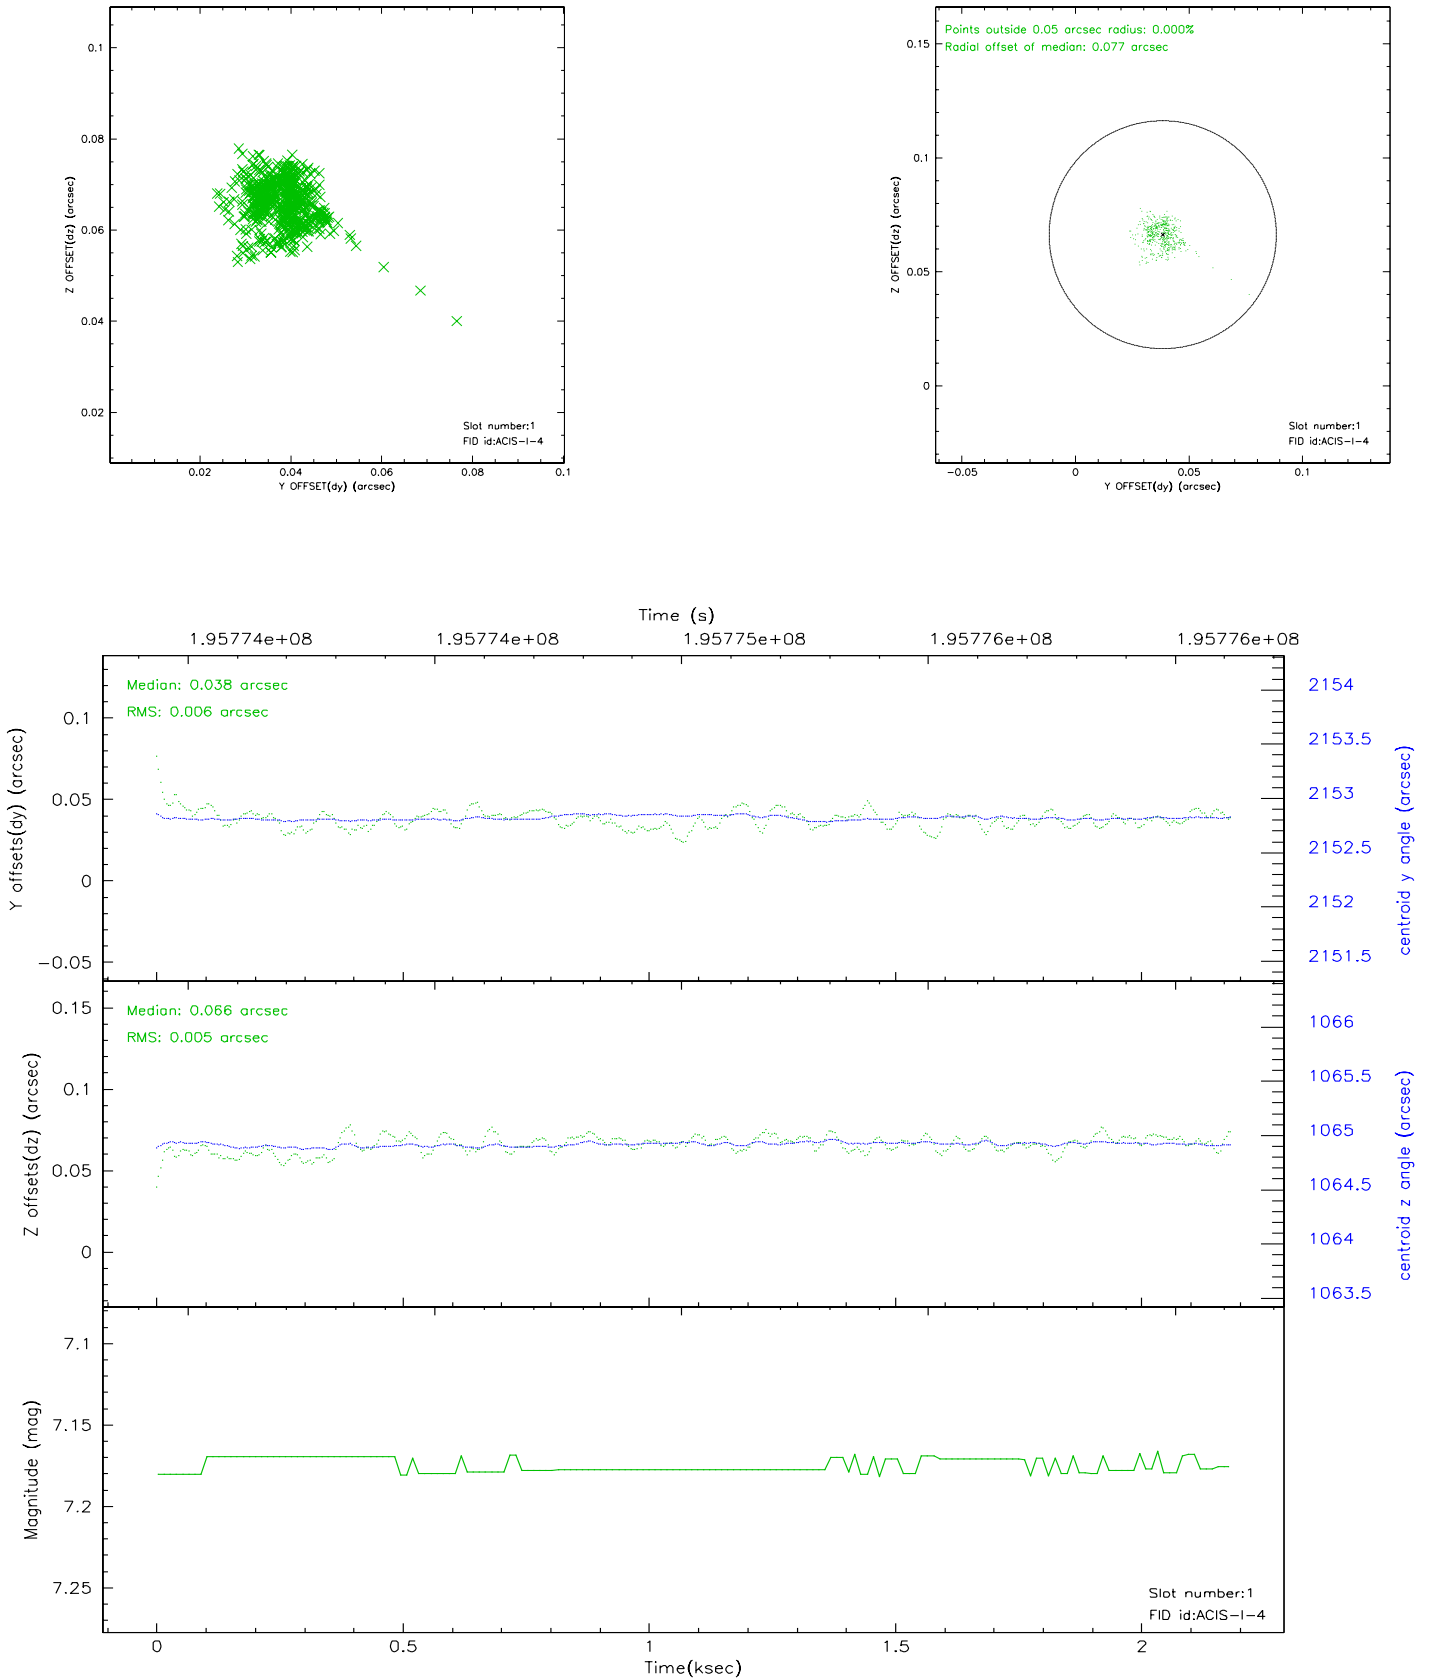 0.1
0.08
0.06
0.04
0.02
Z OFFSET(dz) (arcsec)
Slot number:1
FID id:ACIS-I-4
0.02 0.04 0.06 0.08 0.1
Y OFFSET(dy) (arcsec)
Points outside 0.05 arcsec radius: 0.000%
Radial offset of median: 0.077 arcsec
0.15
0.1
0.05
0
Z OFFSET(dz) (arcsec)
Slot number:1
FID id:ACIS-I-4
-0.05 0 0.05 0.1
Y OFFSET(dy) (arcsec)
Time (s)
1.95774e+08 1.95774e+08 1.95775e+08 1.95776e+08 1.95776e+08
Median: 0.038 arcsec
RMS: 0.006 arcsec
0.1
0.05
0
-0.05
Y offsets(dy) (arcsec)
2154
2153.5
2153
2152.5
2152
2151.5
centroid y angle (arcsec)
Median: 0.066 arcsec
RMS: 0.005 arcsec
0.15
0.1
0.05
0
Z offsets(dz) (arcsec)
1066
1065.5
1065
1064.5
1064
1063.5
centroid z angle (arcsec)
7.1
7.15
7.2
7.25
Magnitude (mag)
Slot number:1
FID id:ACIS-I-4
0 0.5 1 1.5 2
Time(ksec)